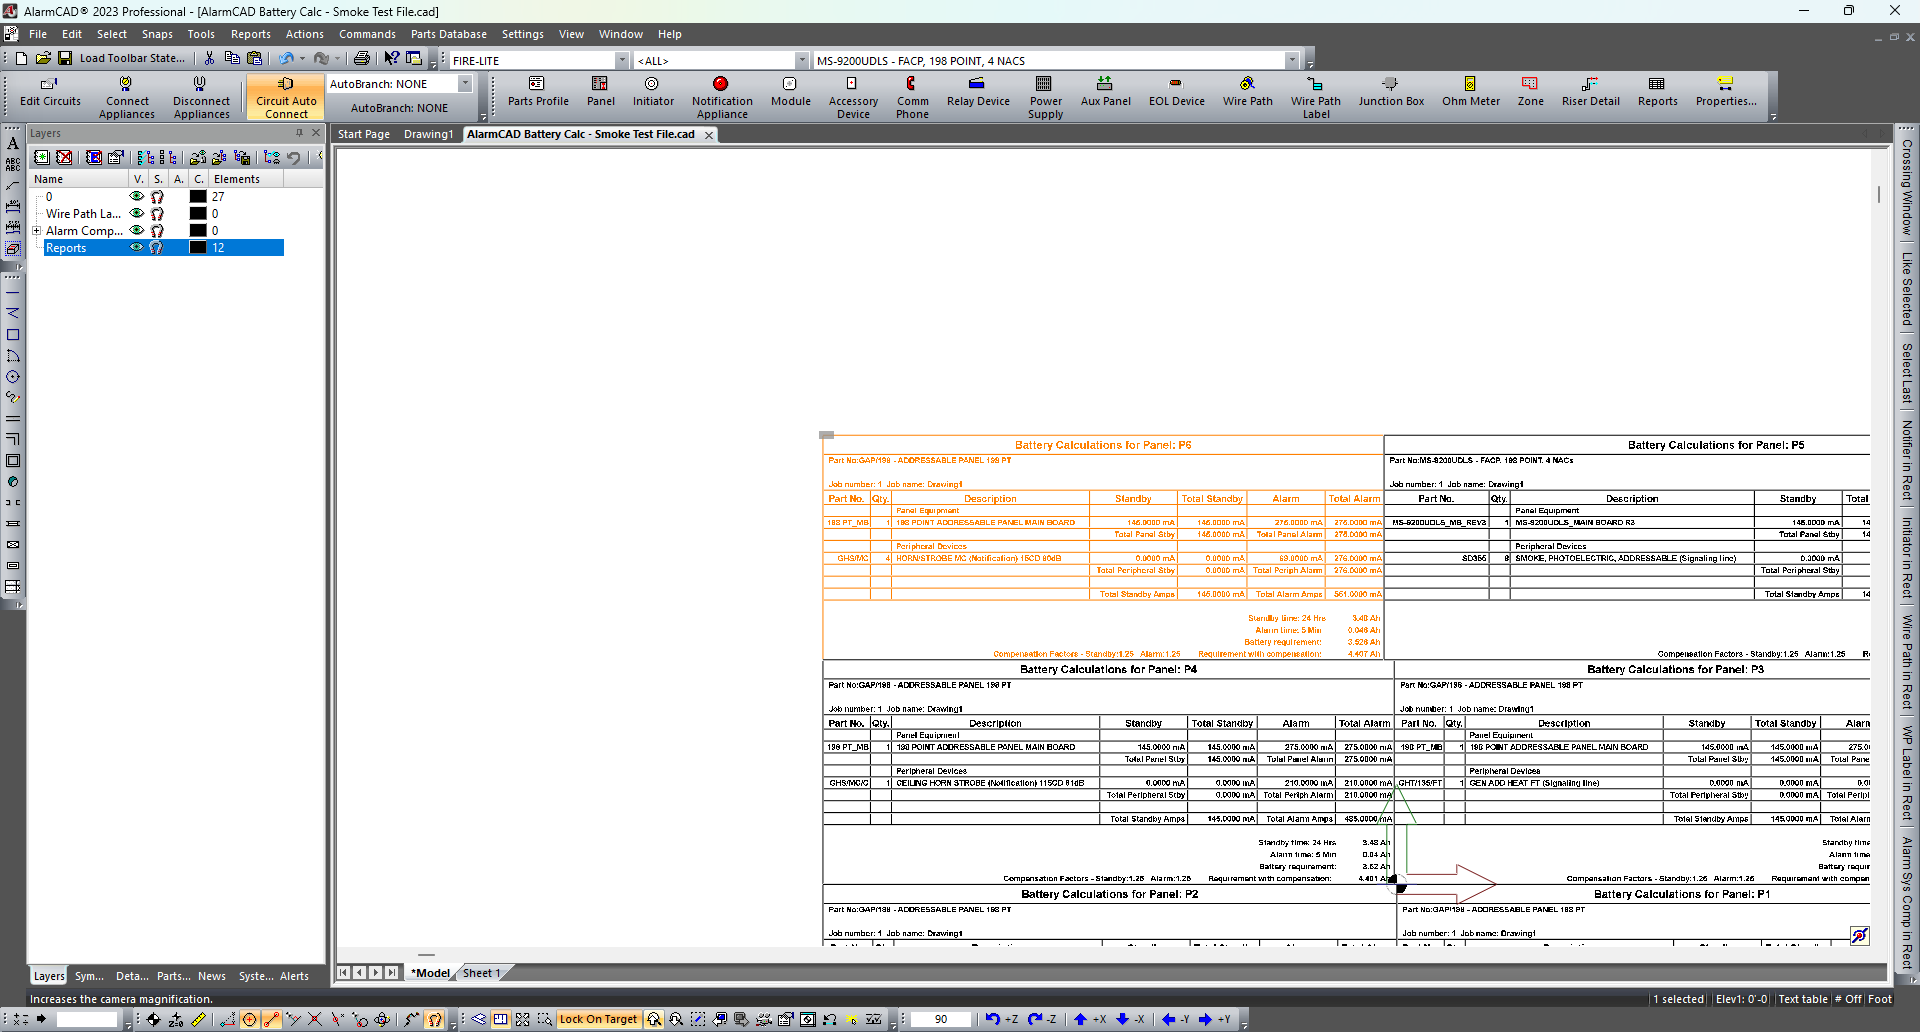 AlarmCAD® 2023 Professional - [AlarmCAD Battery Calc - Smoke Test File.cad]
File Edit Select Snaps Tools Reports Actions Commands Parts Database Settings View Window Help
Load Toolbar State... FIRE-LITE <ALL> MS-9200UDLS - FACP, 198 POINT, 4 NACS
Edit Circuits Connect Appliances Disconnect Appliances Circuit Auto Connect AutoBranch: NONE AutoBranch: NONE Parts Profile Panel Initiator Notification Appliance Module Accessory Device Comm Phone Relay Device Power Supply Aux Panel EOL Device Wire Path Wire Path Label Junction Box Ohm Meter Zone Riser Detail Reports Properties...
Layers
Start Page Drawing1 AlarmCAD Battery Calc - Smoke Test File.cad
Name V. S. A. C. Elements
0 27
Wire Path La... 0
Alarm Comp... 0
Reports 12
Battery Calculations for Panel: P6
Part No:GAP/198 - ADDRESSABLE PANEL 198 PT
Job number: 1 Job name: Drawing1
Part No. Qty. Description Standby Total Standby Alarm Total Alarm
Panel Equipment
198 PT_MB 1 198 POINT ADDRESSABLE PANEL MAIN BOARD 145.0000 mA 145.0000 mA 275.0000 mA 275.0000 mA
Total Panel Stby 145.0000 mA Total Panel Alarm 275.0000 mA
Peripheral Devices
GHS/MC 4 HORN/STROBE MC (Notification) 15CD 80dB 0.0000 mA 0.0000 mA 69.0000 mA 276.0000 mA
Total Peripheral Stby 0.0000 mA Total Periph Alarm 276.0000 mA
Total Standby Amps 145.0000 mA Total Alarm Amps 551.0000 mA
Standby time: 24 Hrs 3.48 Ah
Alarm time: 5 Min 0.046 Ah
Battery requirement: 3.526 Ah
Compensation Factors - Standby:1.25 Alarm:1.25 Requirement with compensation: 4.407 Ah
Battery Calculations for Panel: P5
Part No:MS-9200UDLS - FACP, 198 POINT, 4 NACs
Job number: 1 Job name: Drawing1
Part No. Qty. Description Standby Total
Panel Equipment
MS-9200UDLS_MB_REV3 1 MS-9200UDLS_MAIN BOARD R3 145.0000 mA 14
Total Panel Stby 14
Peripheral Devices
SD355 8 SMOKE, PHOTOELECTRIC, ADDRESSABLE (Signaling line) 0.3000 mA
Total Peripheral Stby
Total Standby Amps 14
Compensation Factors - Standby:1.25 Alarm:1.25 R
Battery Calculations for Panel: P4
Part No:GAP/198 - ADDRESSABLE PANEL 198 PT
Job number: 1 Job name: Drawing1
Part No. Qty. Description Standby Total Standby Alarm Total Alarm
Panel Equipment
198 PT_MB 1 198 POINT ADDRESSABLE PANEL MAIN BOARD 145.0000 mA 145.0000 mA 275.0000 mA 275.0000 mA
Total Panel Stby 145.0000 mA Total Panel Alarm 275.0000 mA
Peripheral Devices
GHS/MC/C 1 CEILING HORN STROBE (Notification) 115CD 81dB 0.0000 mA 0.0000 mA 210.0000 mA 210.0000 mA
Total Peripheral Stby 0.0000 mA Total Periph Alarm 210.0000 mA
Total Standby Amps 145.0000 mA Total Alarm Amps 485.0000 mA
Standby time: 24 Hrs 3.48 Ah
Alarm time: 5 Min 0.04 Ah
Battery requirement: 3.52 Ah
Compensation Factors - Standby:1.25 Alarm:1.25 Requirement with compensation: 4.401 Ah
Battery Calculations for Panel: P3
Part No:GAP/198 - ADDRESSABLE PANEL 198 PT
Job number: 1 Job name: Drawing1
Part No. Qty. Description Standby Total Standby Alarm
Panel Equipment
198 PT_MB 1 198 POINT ADDRESSABLE PANEL MAIN BOARD 145.0000 mA 145.0000 mA 275.0
Total Panel Stby 145.0000 mA Total Pane
Peripheral Devices
GHT/135/FT 1 GEN ADD HEAT FT (Signaling line) 0.0000 mA 0.0000 mA 0.0
Total Peripheral Stby 0.0000 mA Total Peripl
Total Standby Amps 145.0000 mA Total Alarm
Standby time
Alarm time
Battery requir
Compensation Factors - Standby:1.25 Alarm:1.25 Requirement with compen
Battery Calculations for Panel: P2
Part No:GAP/198 - ADDRESSABLE PANEL 198 PT
Job number: 1 Job name: Drawing1
Battery Calculations for Panel: P1
Part No:GAP/198 - ADDRESSABLE PANEL 198 PT
Job number: 1 Job name: Drawing1
Crossing Window
Like Selected
Select Last
Notifier in Rect
Initiator in Rect
Wire Path in Rect
WP Label in Rect
Alarm Sys Comp in Rect
*Model Sheet 1
Layers Sym... Deta... Parts... News Syste... Alerts
Increases the camera magnification. 1 selected Elev1: 0'-0 Text table # Off Foot
Lock On Target 90 +Z -Z +X -X -Y +Y